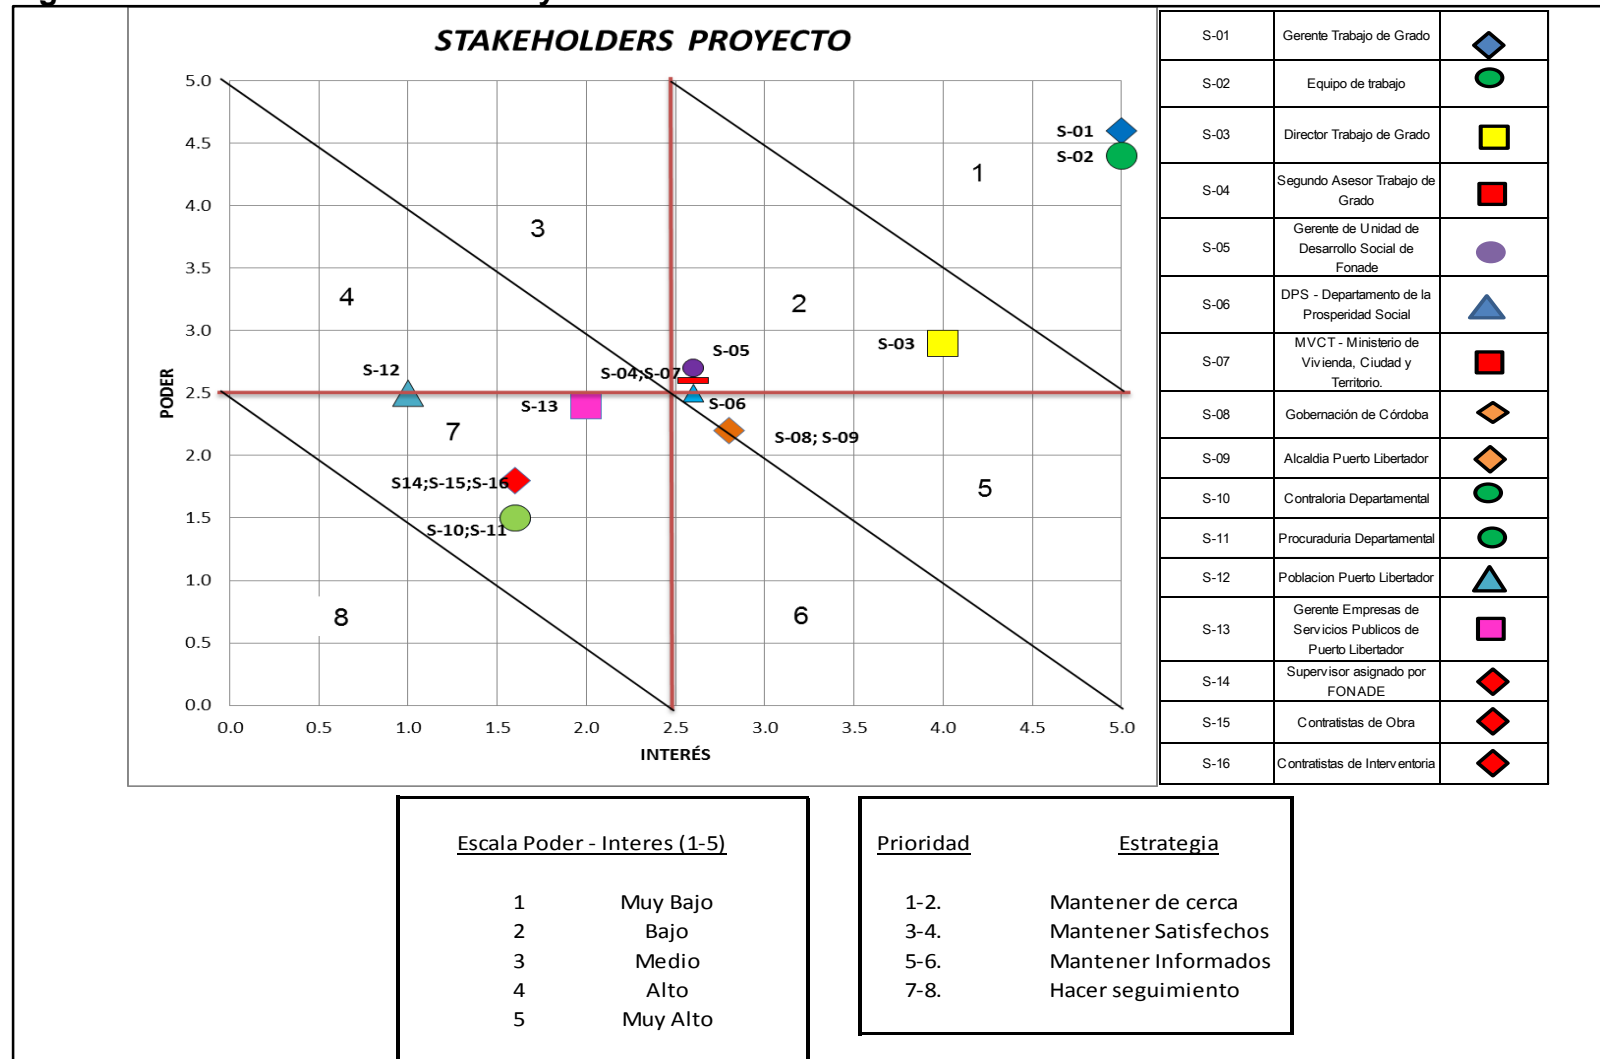 STAKEHOLDERS PROYECTO
5.0
4.5
4.0
3.5
3.0
2.5
2.0
1.5
1.0
0.5
0.0
PODER
0.0 0.5 1.0 1.5 2.0 2.5 3.0 3.5 4.0 4.5 5.0
INTERÉS
S-01
S-02
1
3
4
2
S-03
S-05
S-12
S-04;S-07
S-13
S-06
7
S-08; S-09
S14;S-15;S-16
5
S-10;S-11
8
6
S-01 Gerente Trabajo de Grado
S-02 Equipo de trabajo
S-03 Director Trabajo de Grado
S-04 Segundo Asesor Trabajo de
Grado
S-05 Gerente de Unidad de
Desarrollo Social de
Fonade
S-06 DPS - Departamento de la
Prosperidad Social
S-07 MVCT - Ministerio de
Vivienda, Ciudad y
Territorio.
S-08 Gobernación de Córdoba
S-09 Alcaldia Puerto Libertador
S-10 Contraloria Departamental
S-11 Procuraduria Departamental
S-12 Poblacion Puerto Libertador
S-13 Gerente Empresas de
Servicios Publicos de
Puerto Libertador
S-14 Supervisor asignado por
FONADE
S-15 Contratistas de Obra
S-16 Contratistas de Interventoria
Escala Poder - Interes (1-5)
1 Muy Bajo
2 Bajo
3 Medio
4 Alto
5 Muy Alto
Prioridad Estrategia
1-2. Mantener de cerca
3-4. Mantener Satisfechos
5-6. Mantener Informados
7-8. Hacer seguimiento